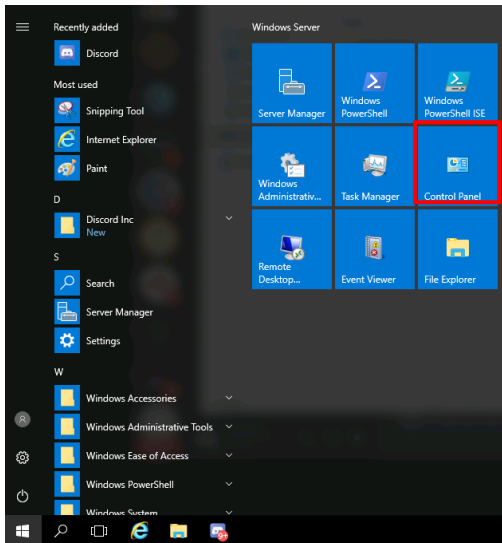 Recently added
Discord
Most used
Snipping Tool
Internet Explorer
Paint
D
Discord Inc
New
S
Search
Server Manager
Settings
W
Windows Accessories
Windows Administrative Tools
Windows Ease of Access
Windows PowerShell
Windows System
Windows Server
Server Manager
Windows
PowerShell
Windows
PowerShell ISE
Windows
Administrativ...
Task Manager
Control Panel
Remote
Desktop...
Event Viewer
File Explorer
9+